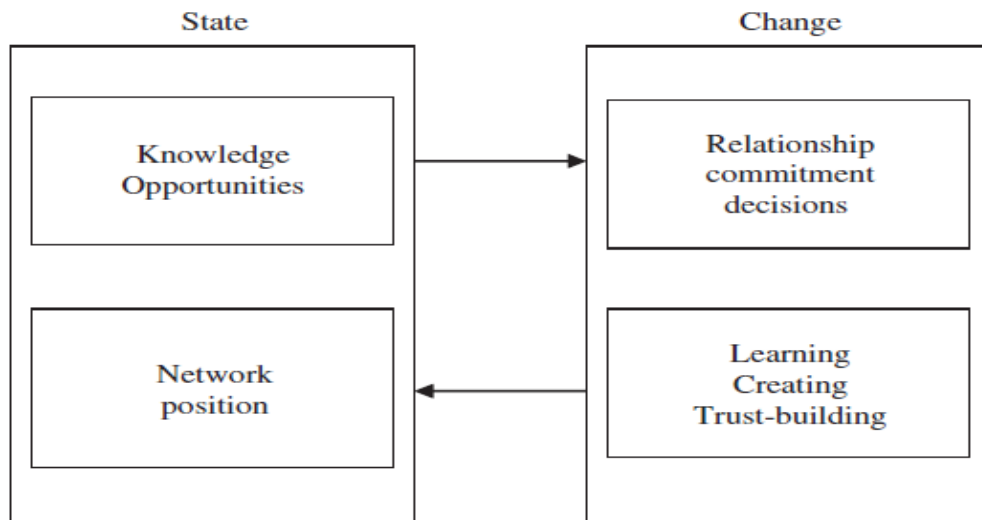 State
Change
Knowledge
Opportunities
Relationship
commitment
decisions
Network
position
Learning
Creating
Trust-building